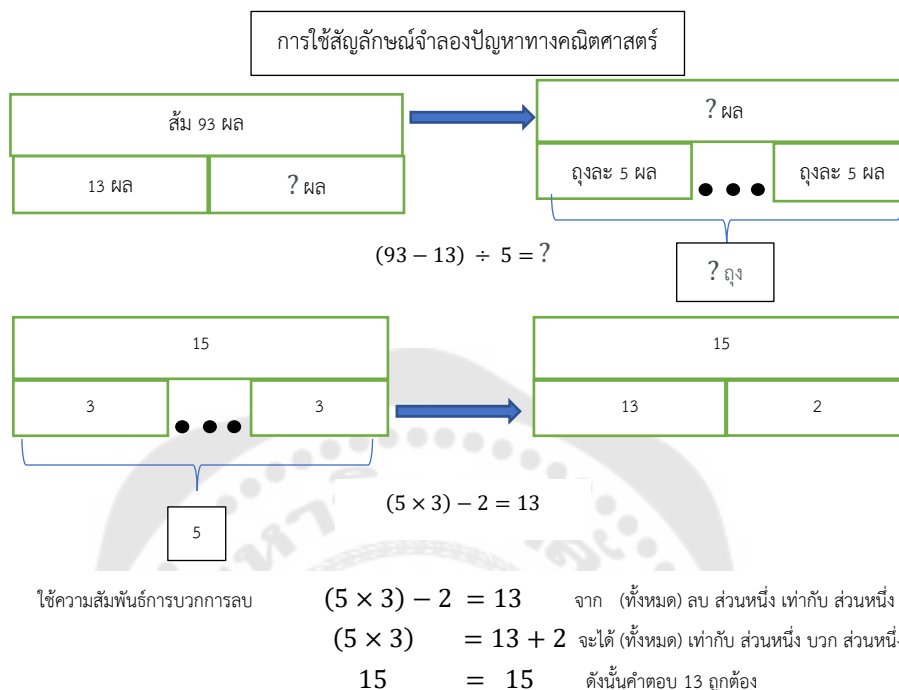 การใช้สัญลักษณ์จำลองปัญหาทางคณิตศาสตร์
ส้ม 93 ผล
13 ผล
? ผล
? ผล
ถุงละ 5 ผล
ถุงละ 5 ผล
(93 − 13) ÷ 5 = ?
? ถุง
15
3
3
5
15
13
2
(5 × 3) − 2 = 13
ใช้ความสัมพันธ์การบวกการลบ (5 × 3) − 2 = 13 จาก (ทั้งหมด) ลบ ส่วนหนึ่ง เท่ากับ ส่วนหนึ่ง
(5 × 3) = 13 + 2 จะได้ (ทั้งหมด) เท่ากับ ส่วนหนึ่ง บวก ส่วนหนึ่ง
15 = 15 ดังนั้นคำตอบ 13 ถูกต้อง